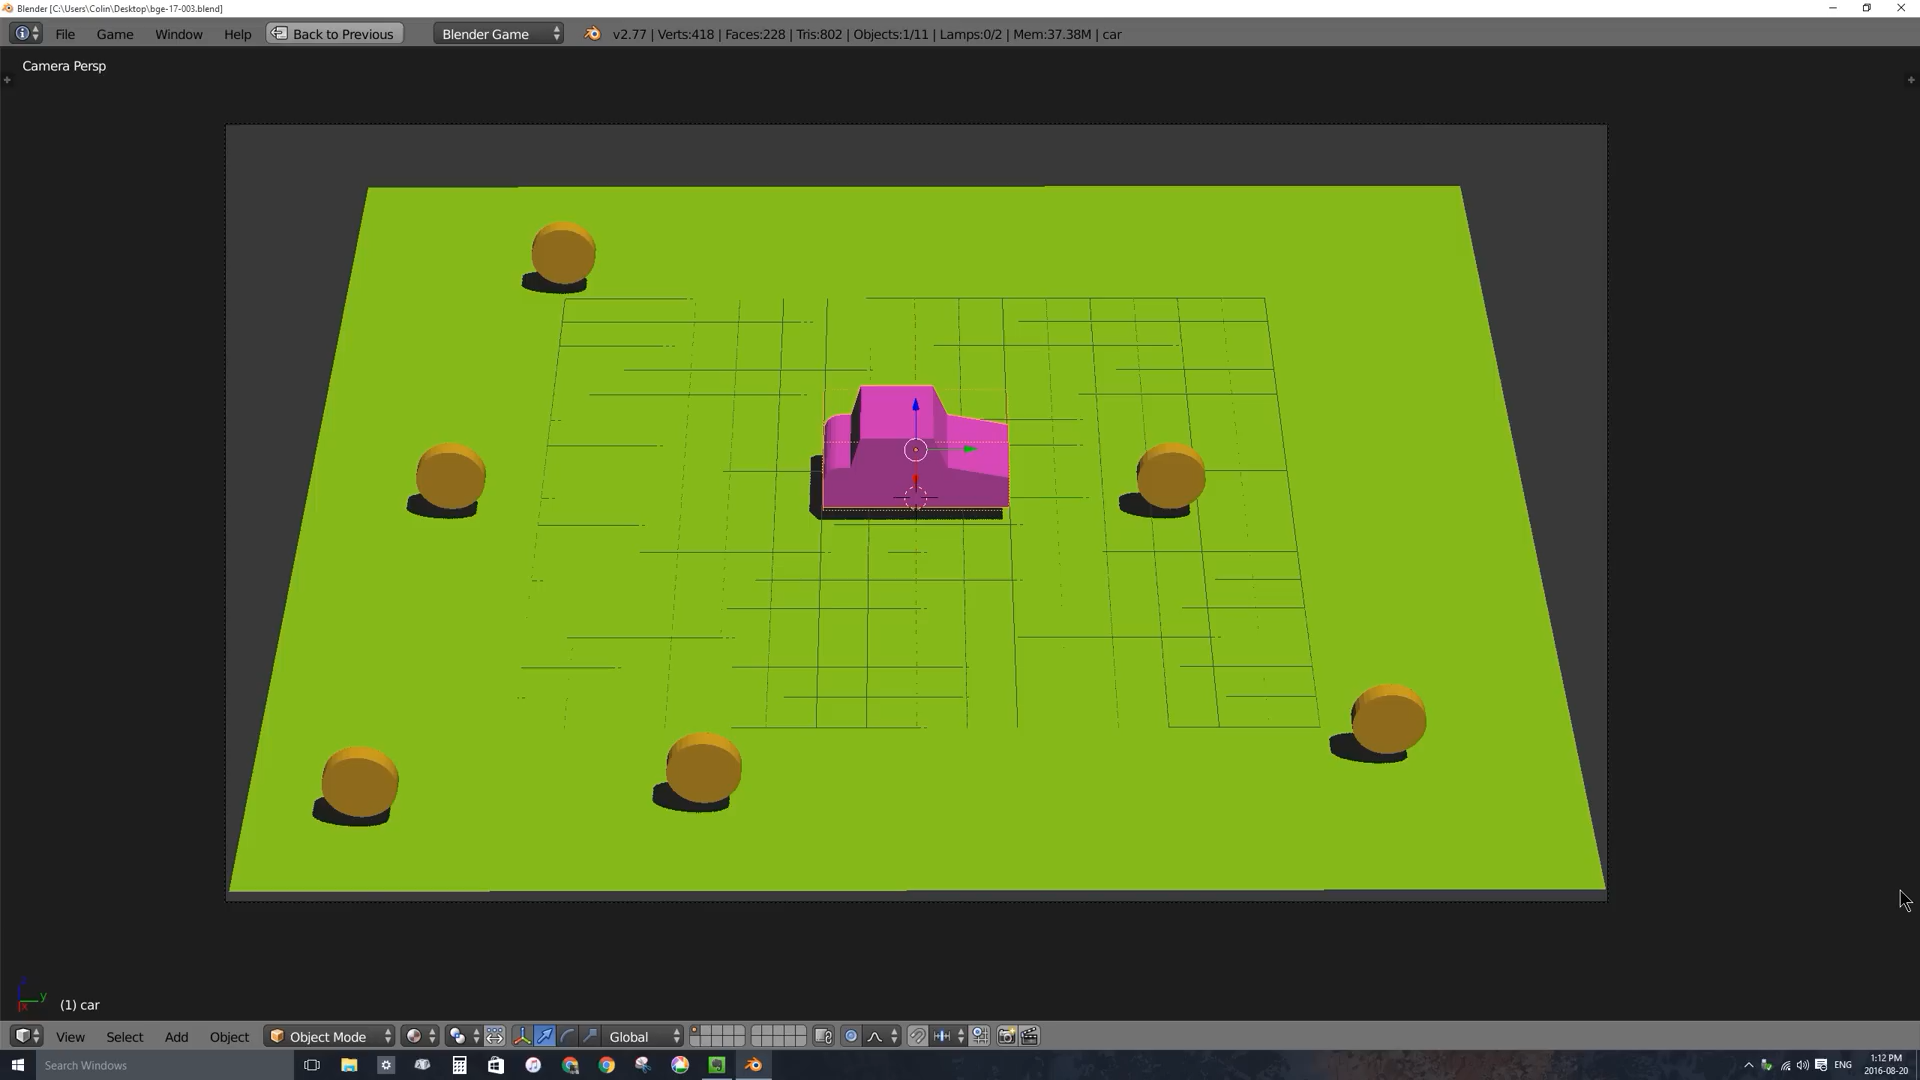 Blender [C:\Users\Colin\Desktop\bge-17-003.blend]
File Game Window Help Back to Previous Blender Game v2.77 | Verts:418 | Faces:228 | Tris:802 | Objects:1/11 | Lamps:0/2 | Mem:37.38M | car
Camera Persp
y
x
(1) car
View Select Add Object Object Mode Global
Search Windows ENG 1:12 PM
2016-08-20